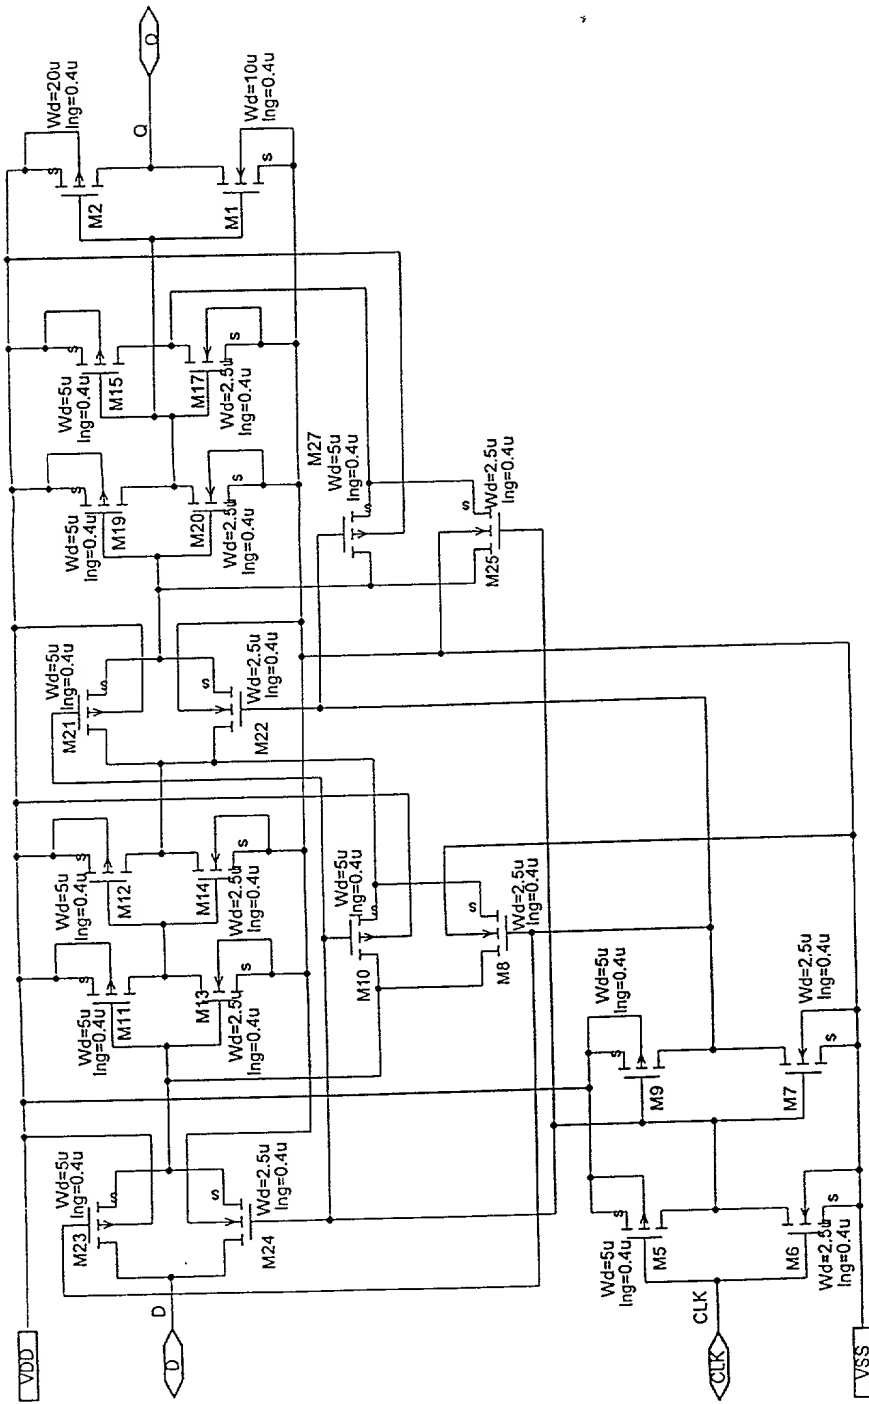 VDD
D
D
M23
Wd=5u
lng=0.4u
s
M24
Wd=2.5u
lng=0.4u
s
M11
Wd=5u
lng=0.4u
s
M13
Wd=2.5u
lng=0.4u
s
M12
Wd=5u
lng=0.4u
s
M14
Wd=2.5u
lng=0.4u
s
M10
Wd=5u
lng=0.4u
s
M8
Wd=2.5u
lng=0.4u
s
M21
Wd=5u
lng=0.4u
s
M22
Wd=2.5u
lng=0.4u
s
M19
Wd=5u
lng=0.4u
s
M20
Wd=2.5u
lng=0.4u
s
M15
Wd=5u
lng=0.4u
s
M17
Wd=2.5u
lng=0.4u
s
M27
Wd=5u
lng=0.4u
s
M25
Wd=2.5u
lng=0.4u
s
M2
Wd=20u
lng=0.4u
s
M1
Wd=10u
lng=0.4u
s
Q
Q
CLK
CLK
M5
Wd=5u
lng=0.4u
s
M6
Wd=2.5u
lng=0.4u
s
M9
Wd=5u
lng=0.4u
s
M7
Wd=2.5u
lng=0.4u
s
VSS